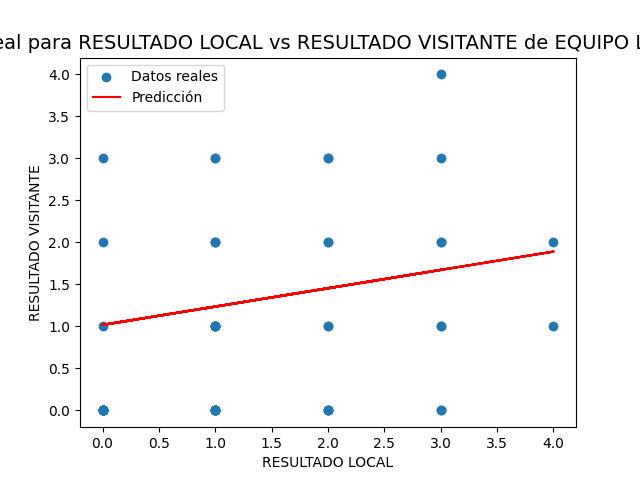 eal para RESULTADO LOCAL vs RESULTADO VISITANTE de EQUIPO L
Datos reales
Predicción
RESULTADO VISITANTE
4.0
3.5
3.0
2.5
2.0
1.5
1.0
0.5
0.0
0.0 0.5 1.0 1.5 2.0 2.5 3.0 3.5 4.0
RESULTADO LOCAL